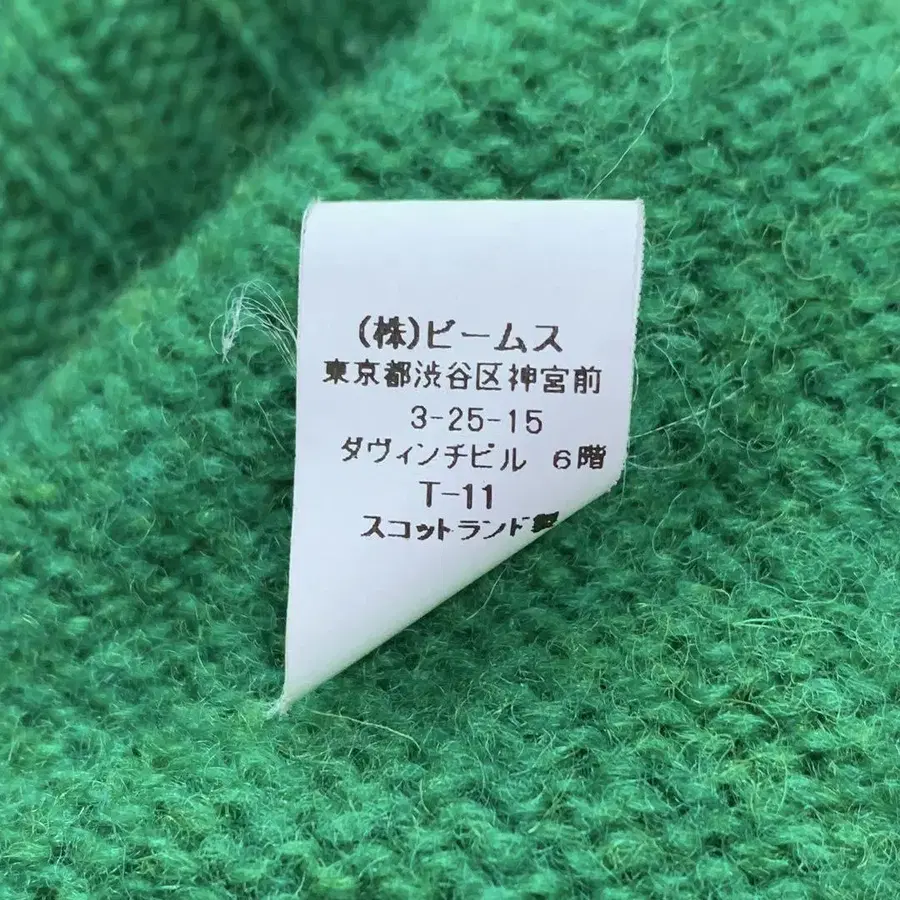 (株)ビームス
東京都渋谷区神宮前
3-25-15
ダヴィンチビル 6階
T-11
スコットランド製